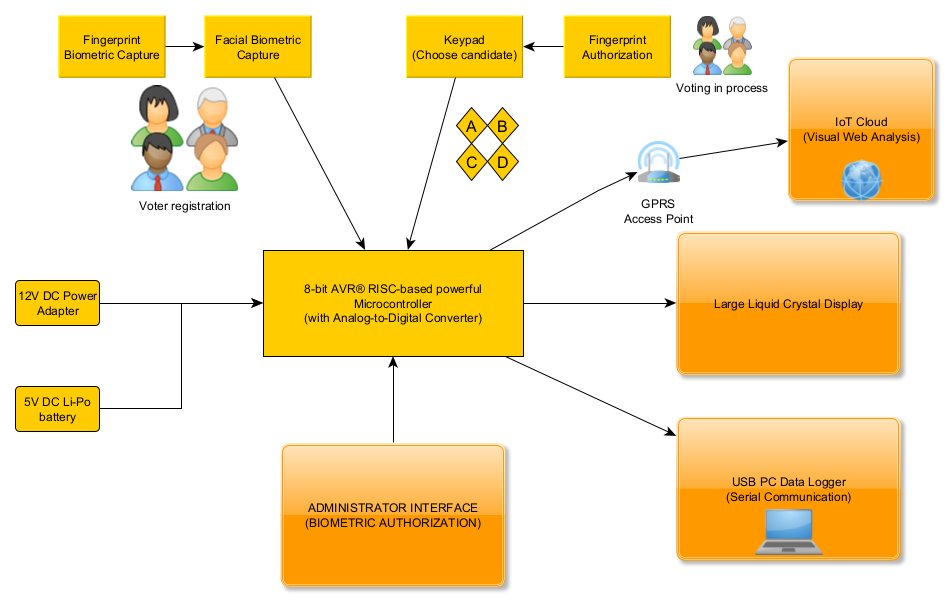 Fingerprint
Biometric Capture
Facial Biometric
Capture
Keypad
(Choose candidate)
Fingerprint
Authorization
Voting in process
A
B
C
D
Voter registration
IoT Cloud
(Visual Web Analysis)
GPRS
Access Point
12V DC Power
Adapter
8-bit AVR® RISC-based powerful
Microcontroller
(with Analog-to-Digital Converter)
Large Liquid Crystal Display
5V DC Li-Po
battery
ADMINISTRATOR INTERFACE
(BIOMETRIC AUTHORIZATION)
USB PC Data Logger
(Serial Communication)